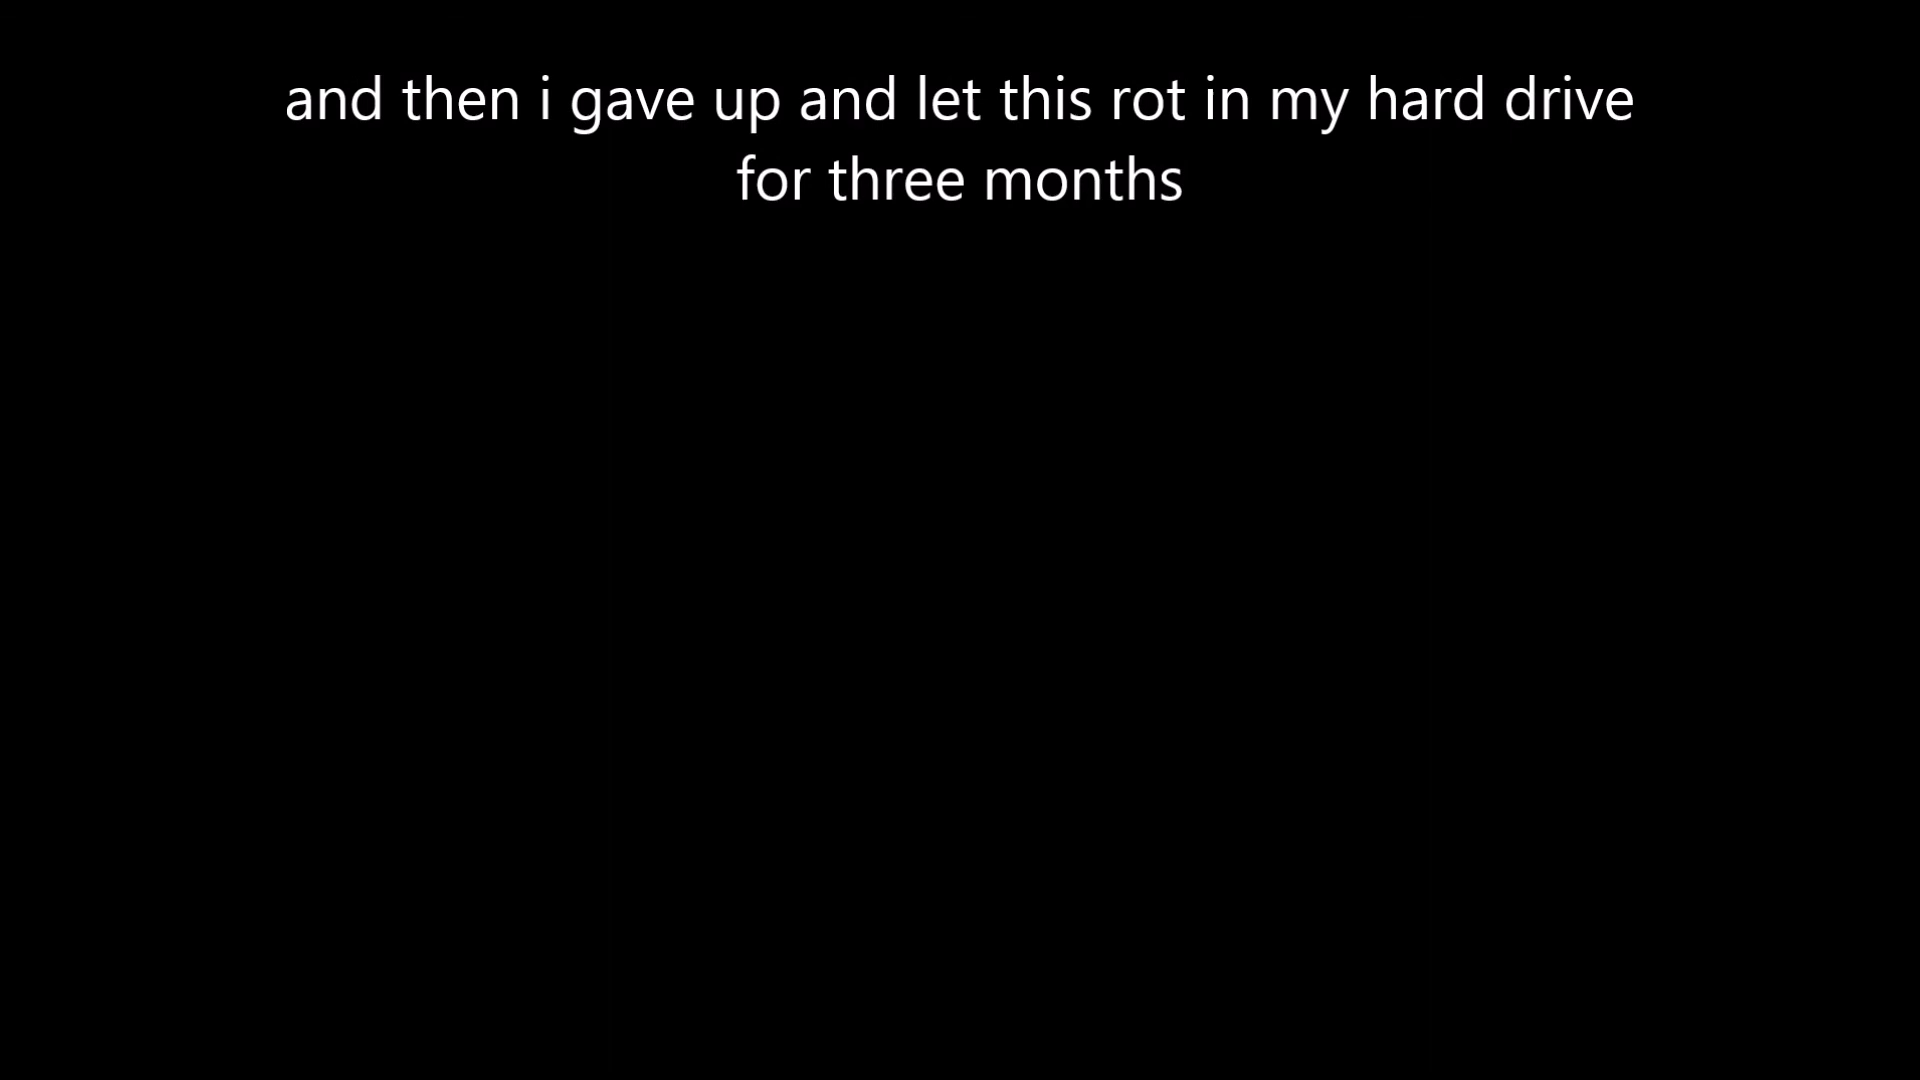 and then i gave up and let this rot in my hard drive
for three months